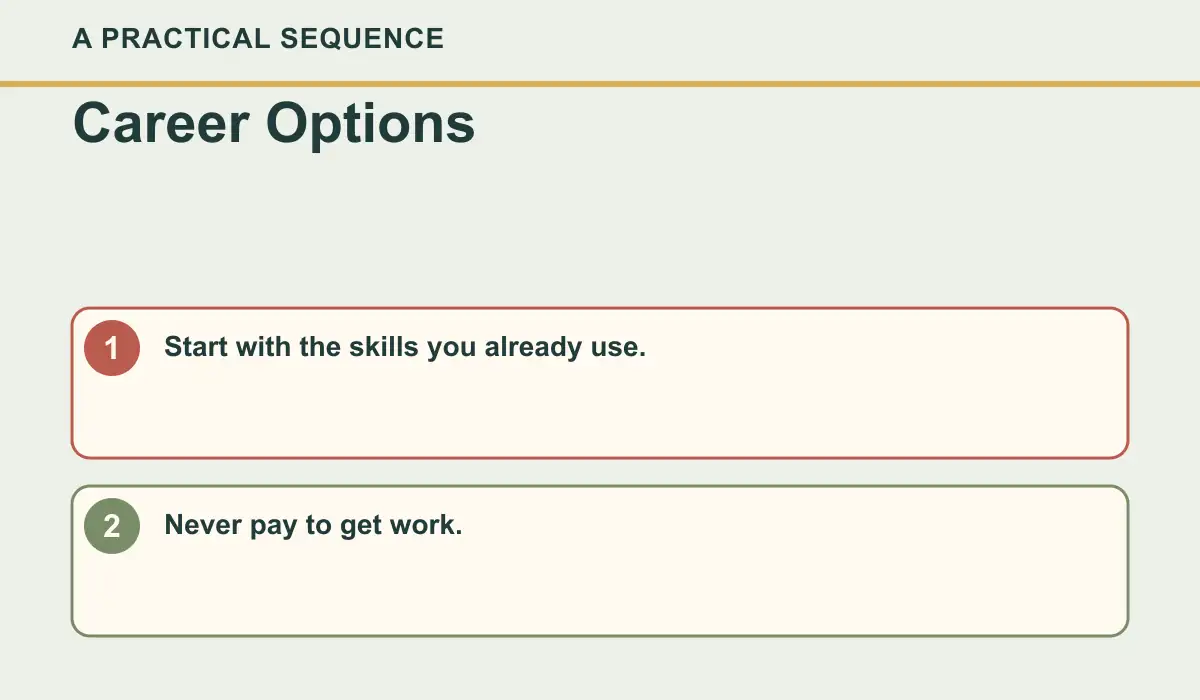 A PRACTICAL SEQUENCE
Career Options
1 Start with the skills you already use.
2 Never pay to get work.